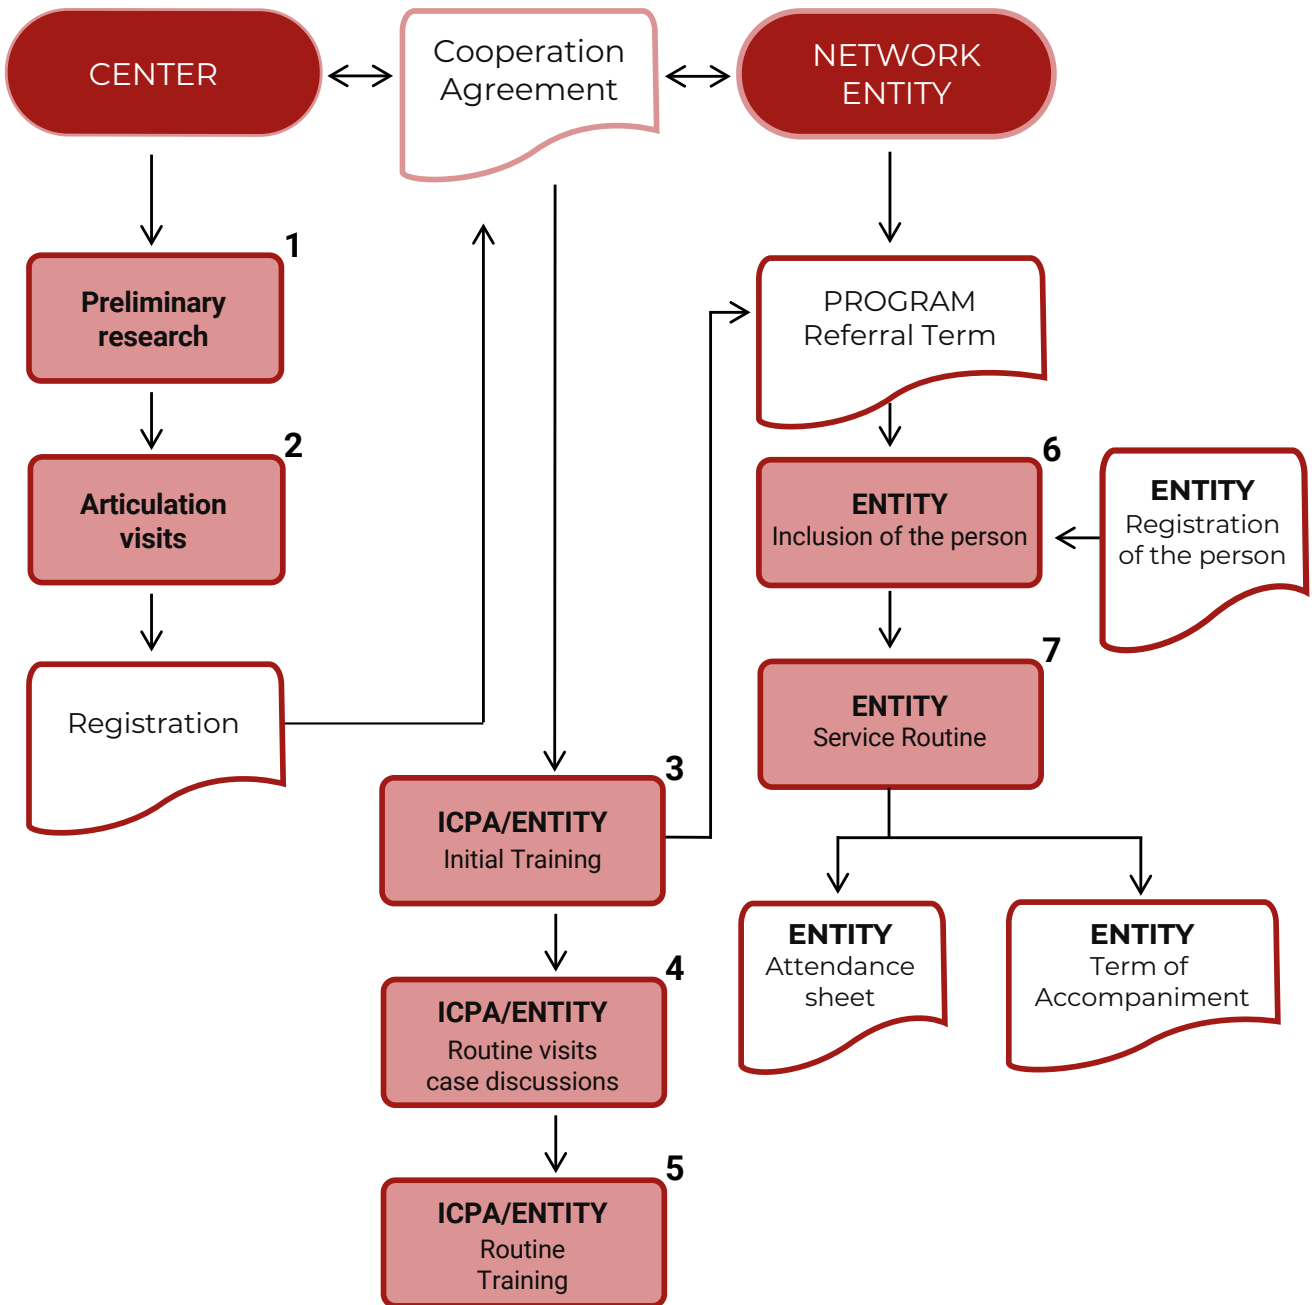 CENTER
Cooperation
Agreement
NETWORK
ENTITY
1
Preliminary
research
2
Articulation
visits
Registration
3
ICPA/ENTITY
Initial Training
4
ICPA/ENTITY
Routine visits
case discussions
5
ICPA/ENTITY
Routine
Training
PROGRAM
Referral Term
6
ENTITY
Inclusion of the person
ENTITY
Registration
of the person
7
ENTITY
Service Routine
ENTITY
Attendance
sheet
ENTITY
Term of
Accompaniment